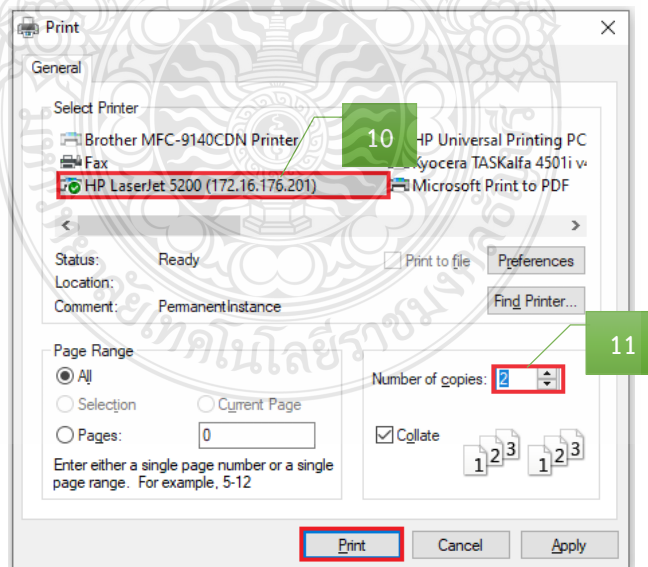 Print
General
Select Printer
Brother MFC-9140CDN Printer
Fax
HP LaserJet 5200 (172.16.176.201)
10
HP Universal Printing PC
Kyocera TASKalfa 4501i v
Microsoft Print to PDF
Status: Ready
Location:
Comment: PermanentInstance
Print to file
Preferences
Find Printer...
11
Page Range
All
Selection Current Page
Pages: 0
Enter either a single page number or a single
page range. For example, 5-12
Number of copies: 2
Collate
1 2 3 1 2 3
Print Cancel Apply